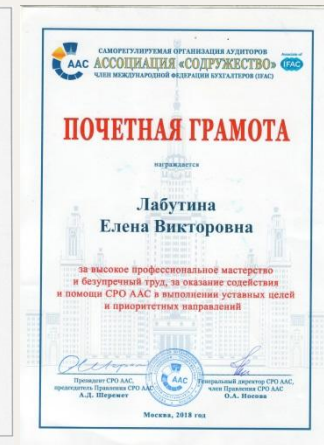 САМОРЕГУЛИРУЕМАЯ ОРГАНИЗАЦИЯ АУДИТОРОВ
ААС АССОЦИАЦИЯ «СОДРУЖЕСТВО» IFAC
ЧЛЕН МЕЖДУНАРОДНОЙ ФЕДЕРАЦИИ БУХГАЛТЕРОВ (IFAC)
ПОЧЕТНАЯ ГРАМОТА
награждается
Лабутина
Елена Викторовна
за высокое профессиональное мастерство
и безупречный труд, за оказание содействия
и помощи СРО ААС в выполнении уставных целей
и приоритетных направлений
Президент СРО ААС,
председатель Правления СРО ААС
А.Д. Шеремет
ААС
Генеральный директор СРО ААС,
член Правления СРО ААС
О.А. Носова
Москва, 2018 год